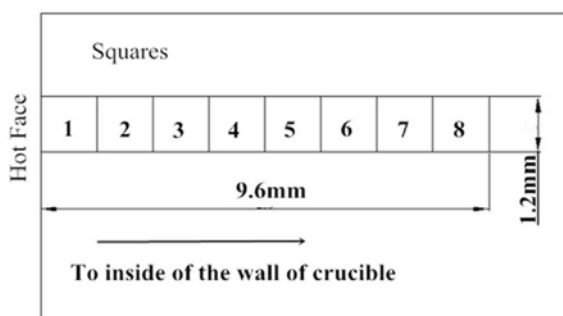 Squares
Hot Face
1 2 3 4 5 6 7 8
9.6mm
1.2mm
To inside of the wall of crucible